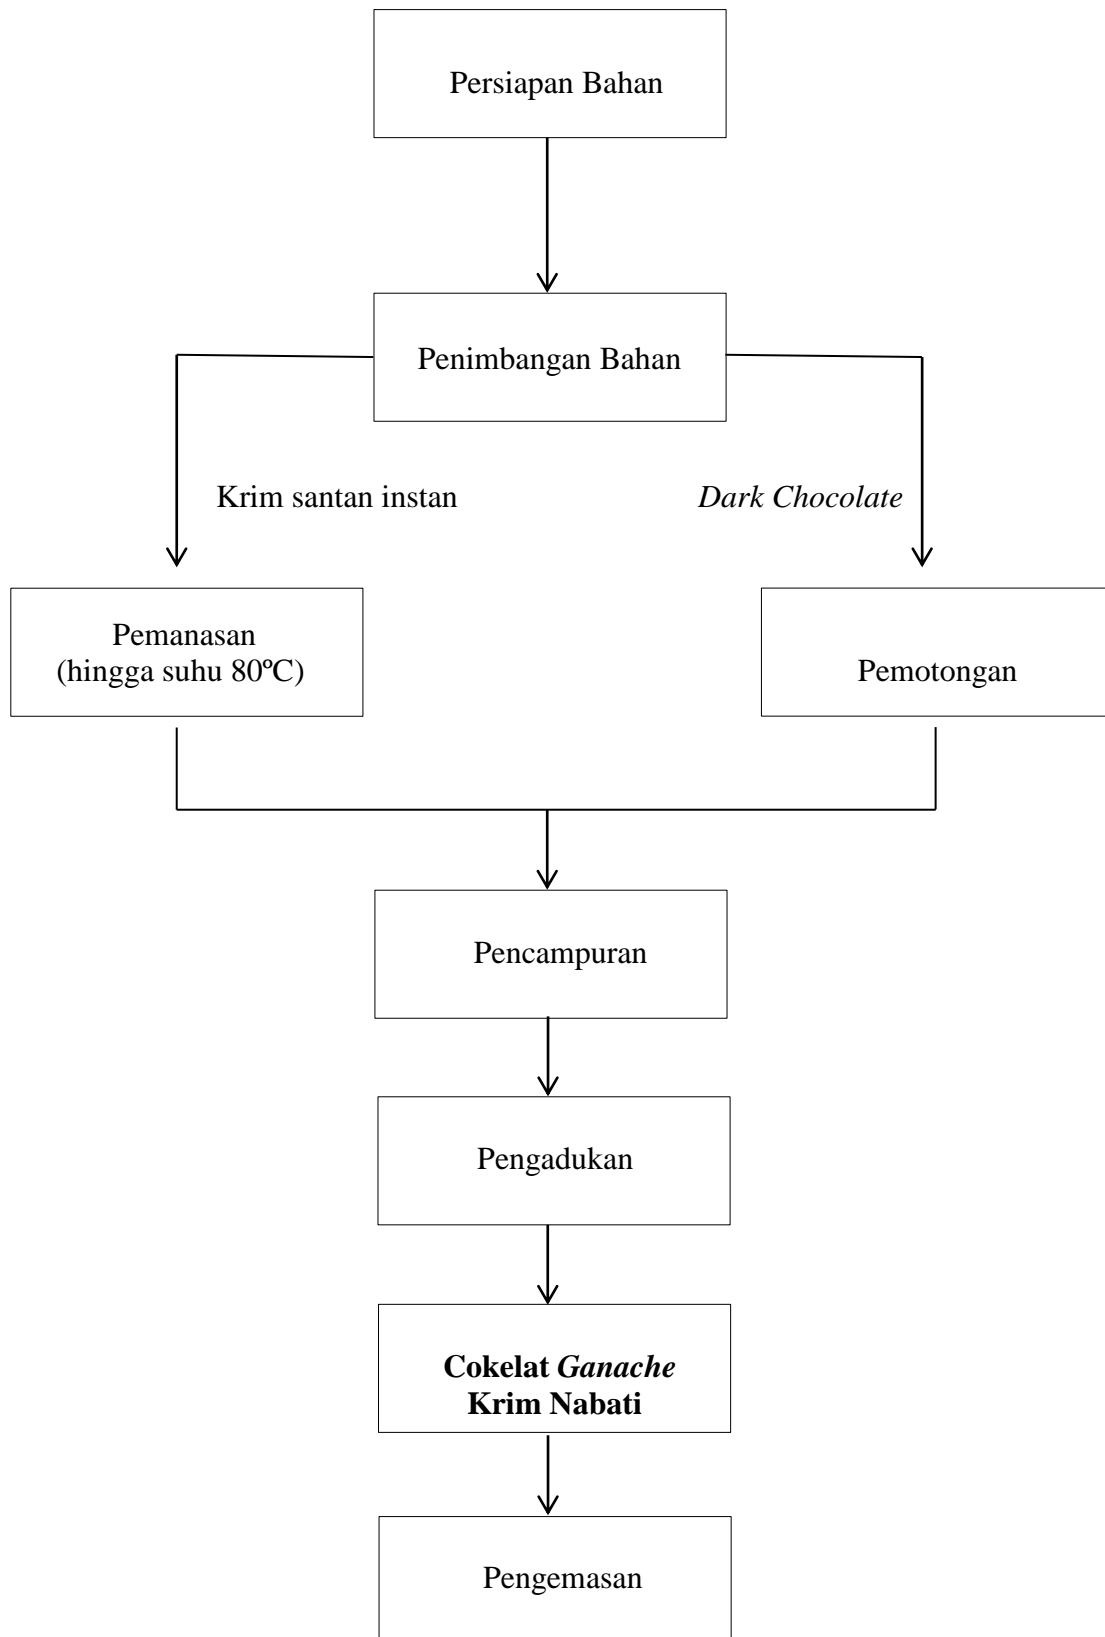 Persiapan Bahan
Penimbangan Bahan
Krim santan instan
Dark Chocolate
Pemanasan
(hingga suhu 80ºC)
Pemotongan
Pencampuran
Pengadukan
Cokelat Ganache
Krim Nabati
Pengemasan